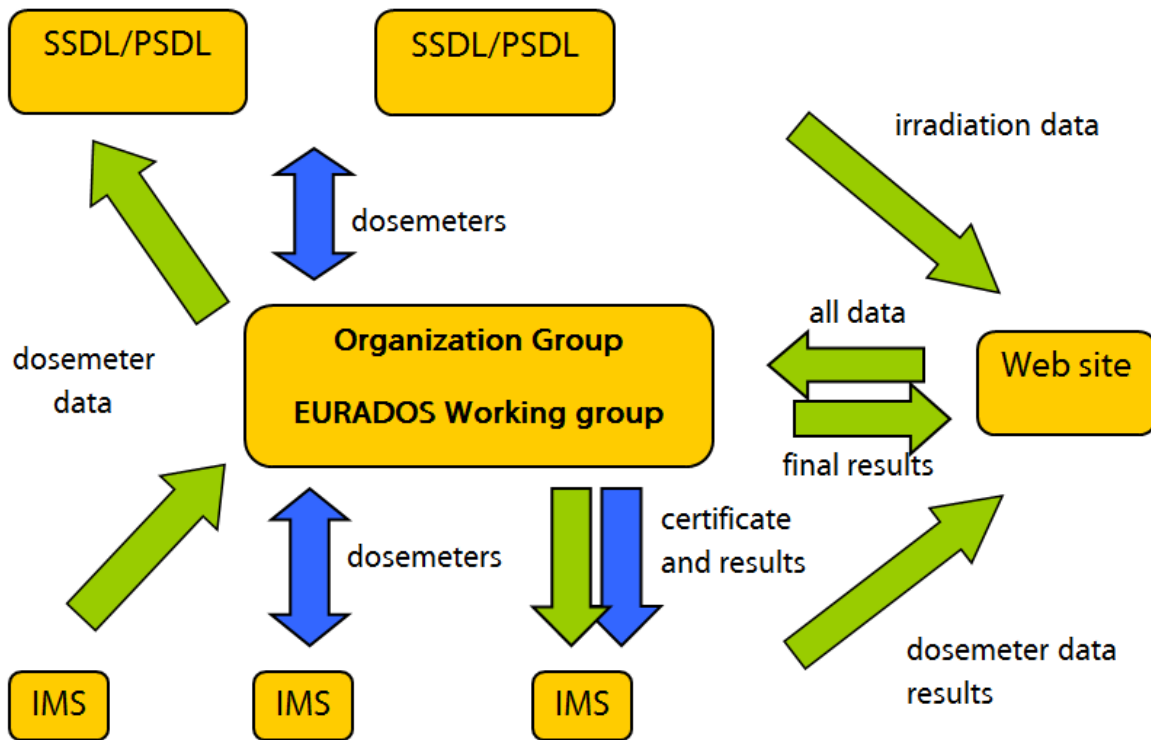 SSDL/PSDL
SSDL/PSDL
irradiation data
dosemeters
all data
Organization Group
EURADOS Working group
Web site
dosemeter
data
final results
certificate
and results
dosemeters
dosemeter data
results
IMS
IMS
IMS